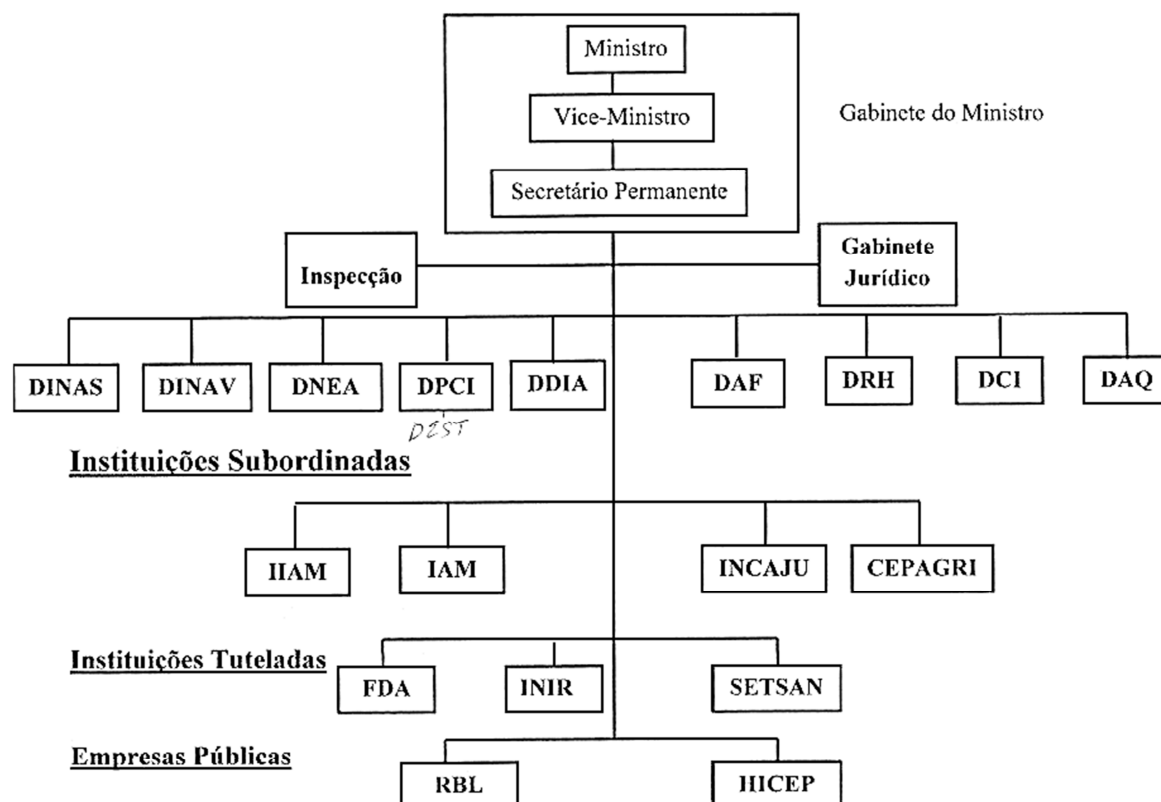 Ministro
Vice-Ministro
Gabinete do Ministro
Secretário Permanente
Inspecção
Gabinete
Jurídico
DINAS
DINAV
DNEA
DPCI
DDIA
DAF
DRH
DCI
DAQ
DEST
Instituições Subordinadas
IIAM
IAM
INCAJU
CEPAGRI
Instituições Tuteladas
FDA
INIR
SETSAN
Empresas Públicas
RBL
HICEP